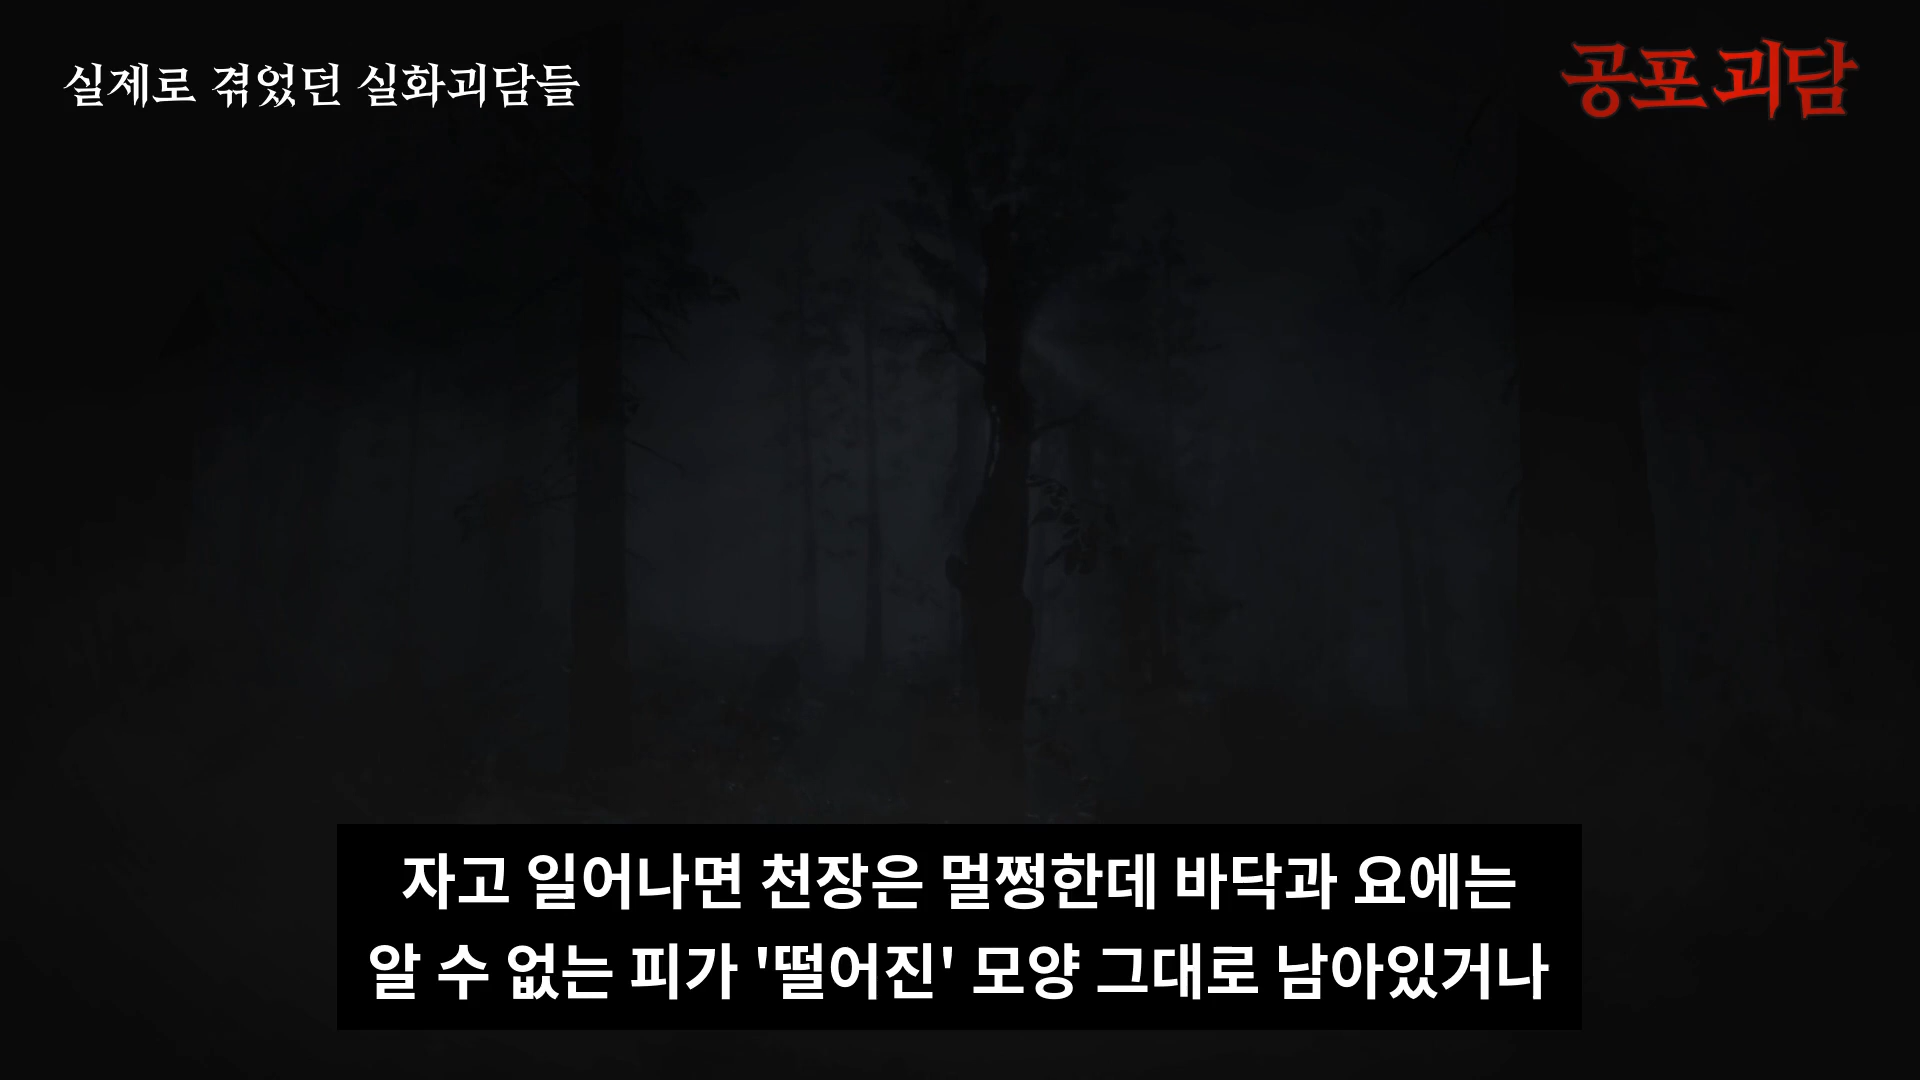 실제로 겪었던 실화괴담들
공포괴담
자고 일어나면 천장은 멀쩡한데 바닥과 요에는
알 수 없는 피가 '떨어진' 모양 그대로 남아있거나